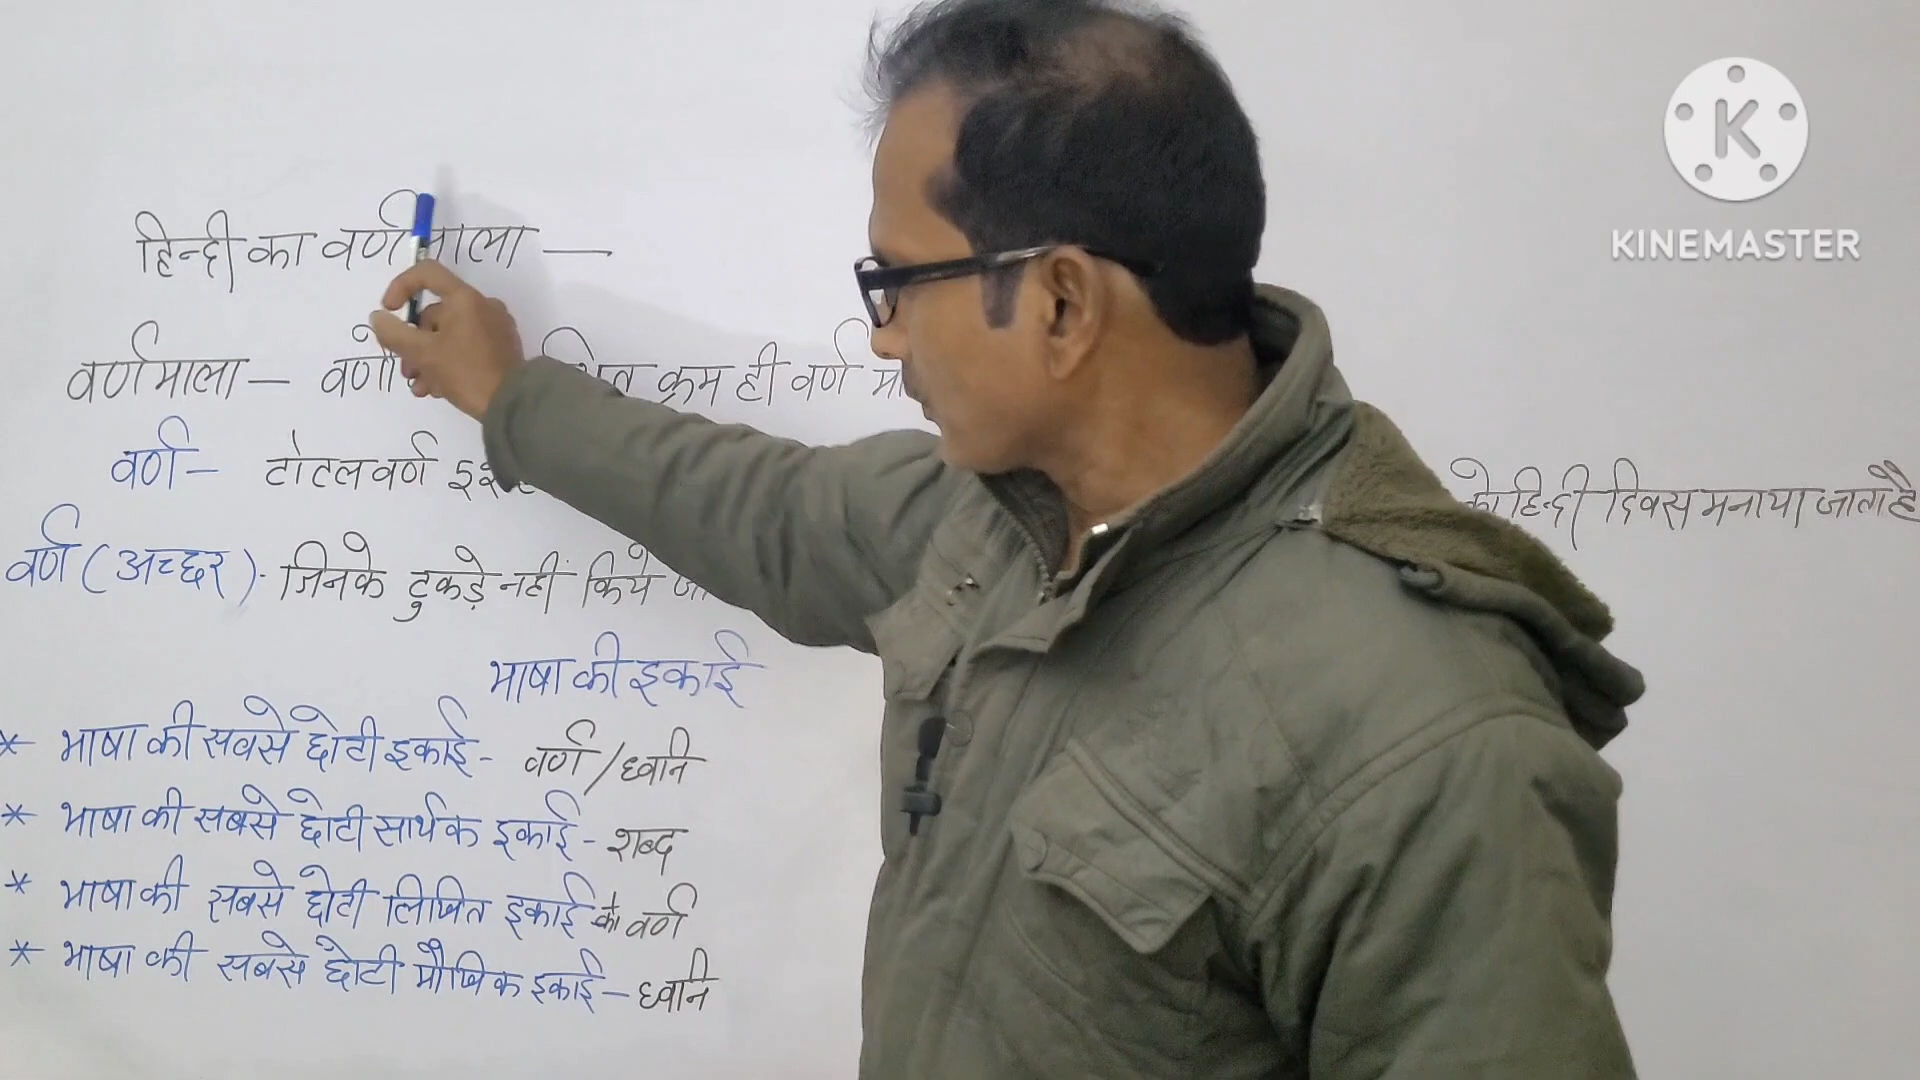 हिन्दी का वर्णमाला —
वर्णमाला — क्रम ही वर्ण
वर्ण — टोटल वर्ण
को हिन्दी दिवस मनाया जाता है
वर्ण (अच्छर) - जिनके टुकड़े नहीं किये
भाषा की इकाई
* भाषा की सबसे छोटी इकाई - वर्ण / ध्वनि
* भाषा की सबसे छोटी सार्थक इकाई - शब्द
* भाषा की सबसे छोटी लिखित इकाई को वर्ण
* भाषा की सबसे छोटी मौखिक इकाई - ध्वनि
K
KINEMASTER